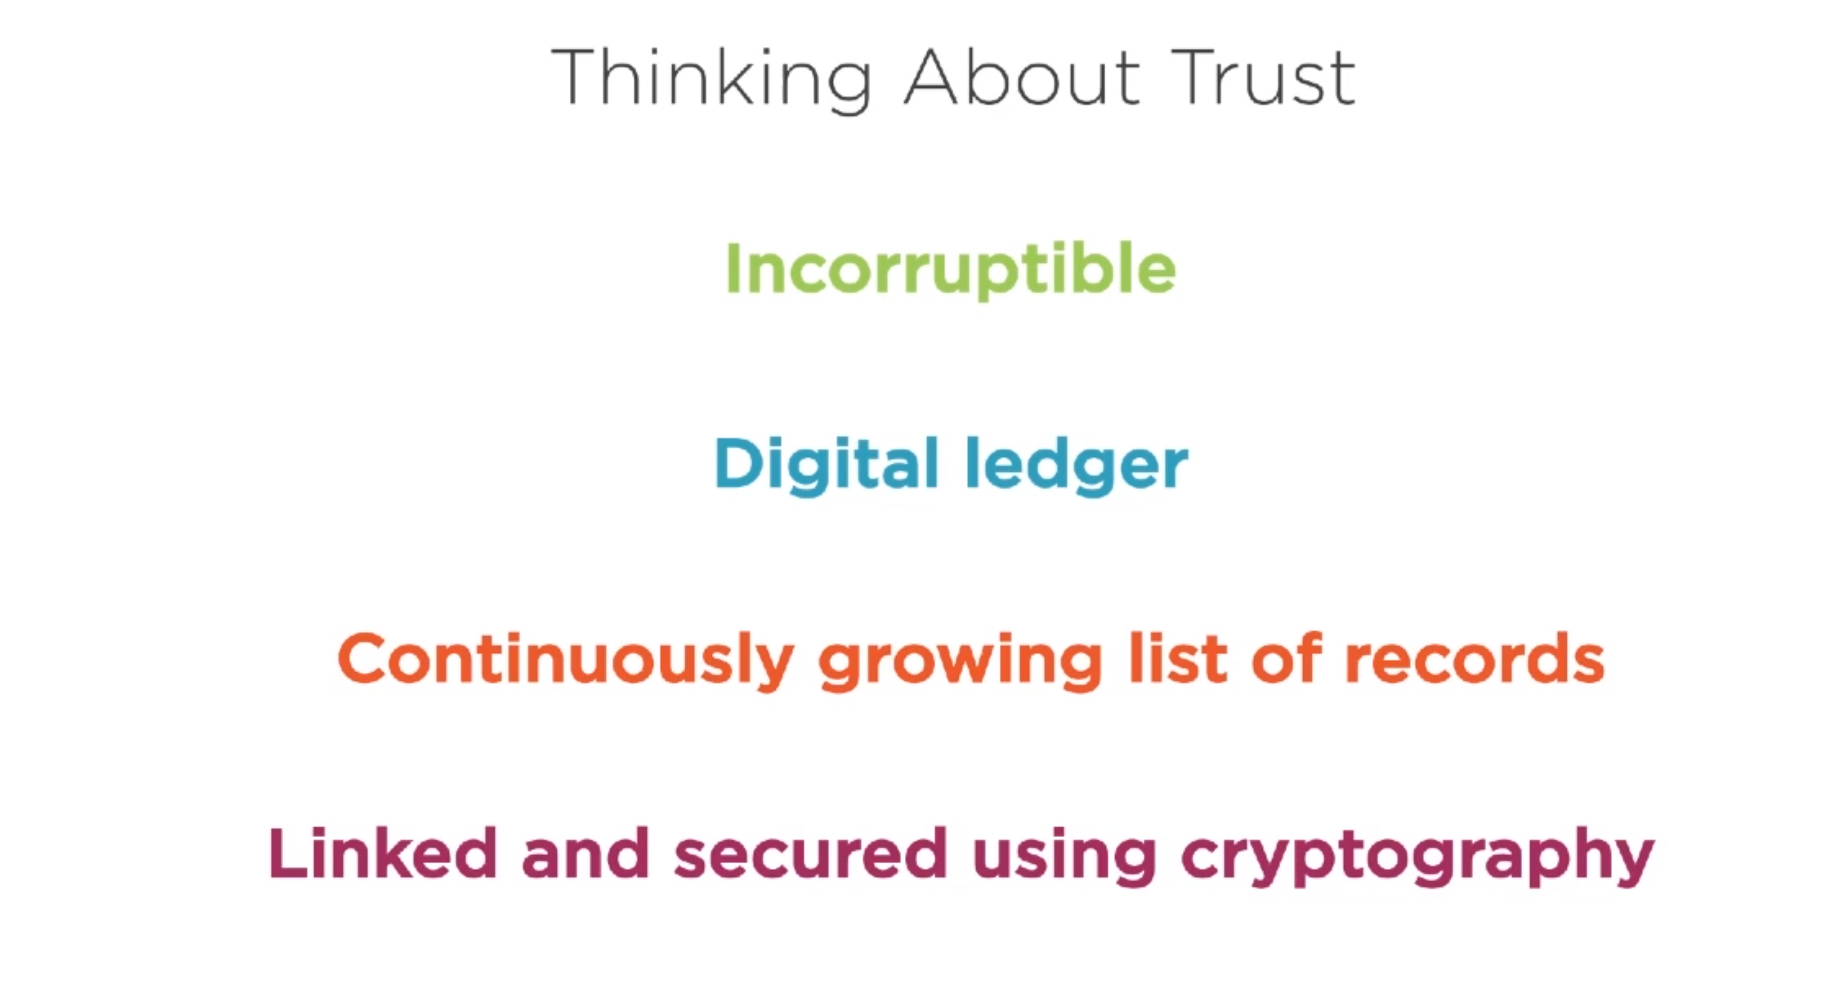 Thinking About Trust
Incorruptible
Digital ledger
Continuously growing list of records
Linked and secured using cryptography